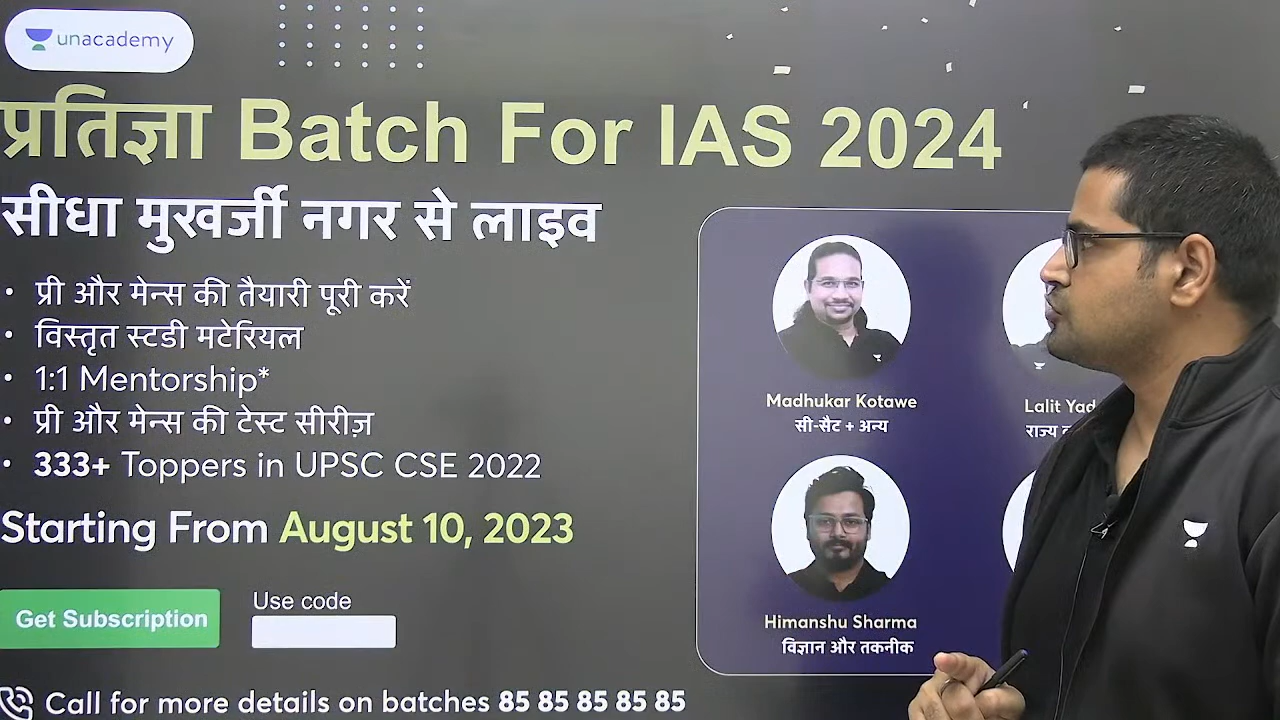 unacademy
प्रतिज्ञा Batch For IAS 2024
सीधा मुखर्जी नगर से लाइव
• प्री और मेन्स की तैयारी पूरी करें
• विस्तृत स्टडी मटेरियल
• 1:1 Mentorship*
• प्री और मेन्स की टेस्ट सीरीज़
• 333+ Toppers in UPSC CSE 2022
Starting From August 10, 2023
Get Subscription
Use code
Call for more details on batches 85 85 85 85 85
Madhukar Kotawe
सी-सैट + अन्य
Lalit
राज्य
Himanshu Sharma
विज्ञान और तकनीक